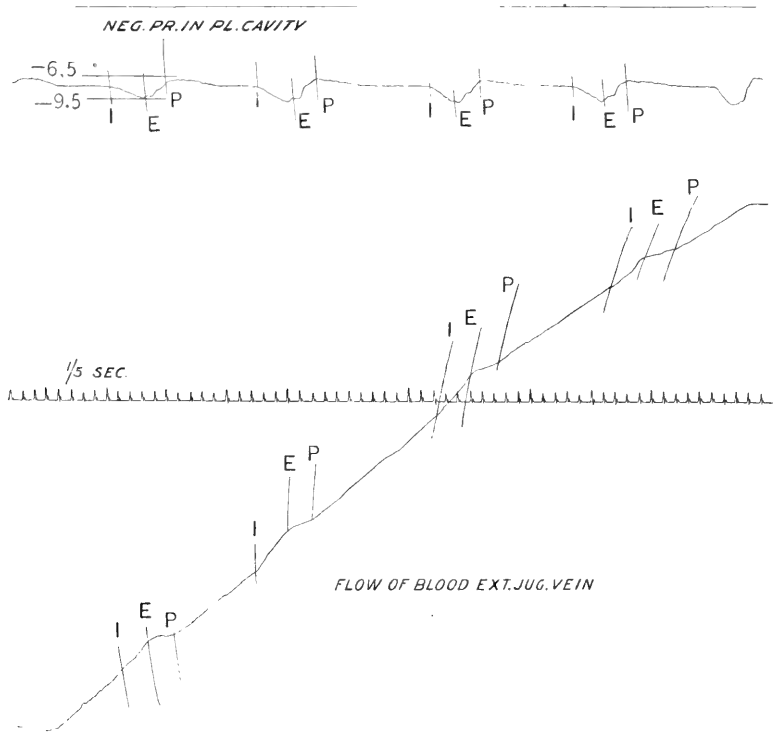 NEG. PR. IN PL. CAVITY
—6.5
—9.5
I E P
I E P
I E P
I E P
I E P
I E P
1/5 SEC.
E P
I
FLOW OF BLOOD EXT. JUG. VEIN
I E P